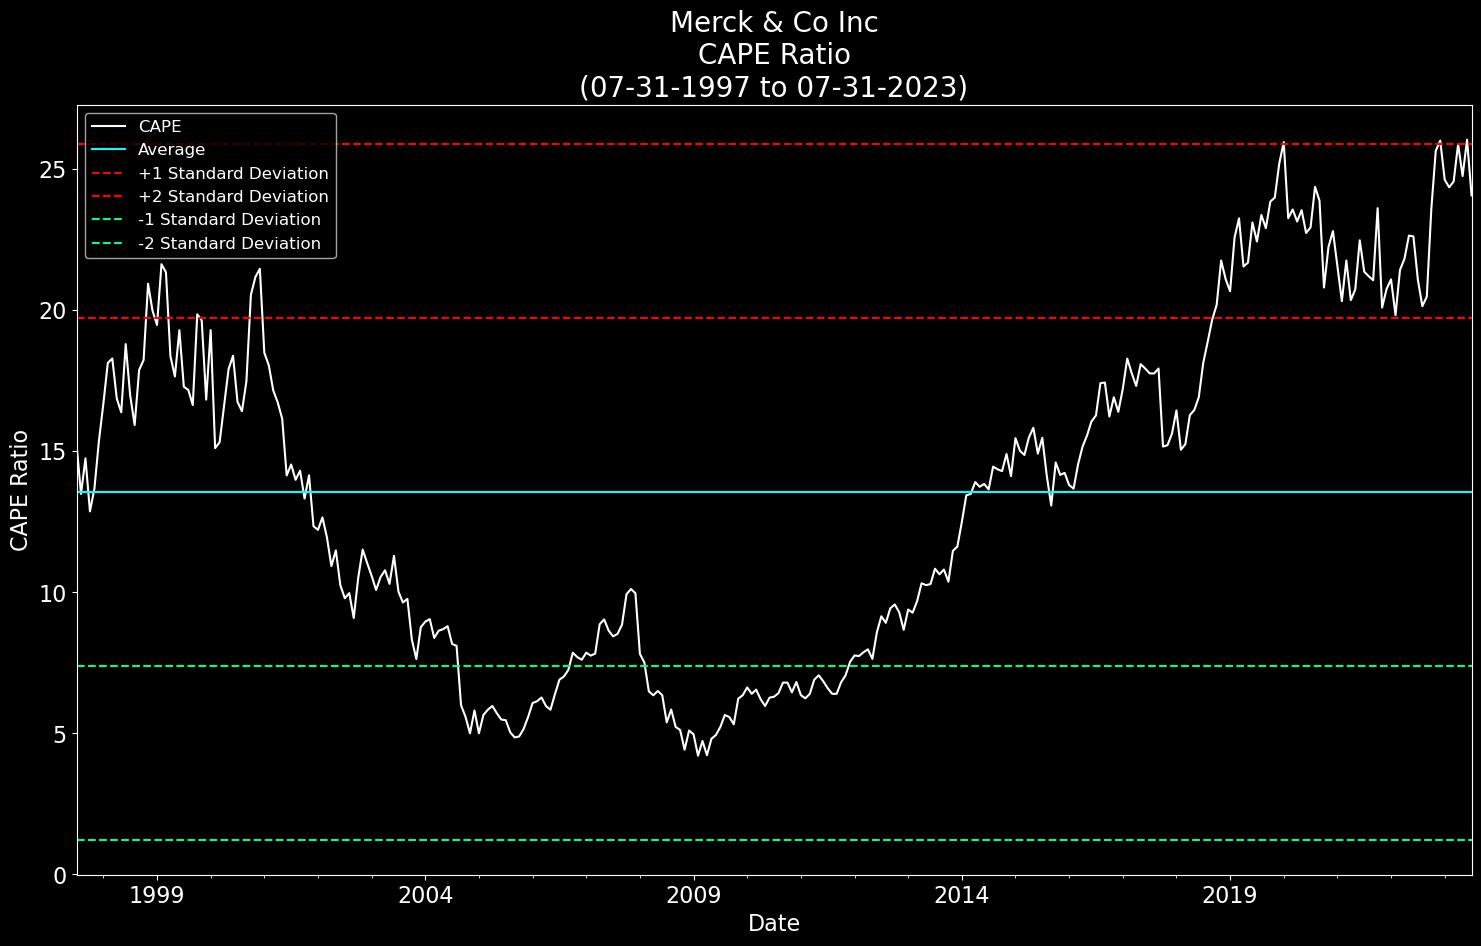 Merck & Co Inc
CAPE Ratio
(07-31-1997 to 07-31-2023)
CAPE
Average
+1 Standard Deviation
+2 Standard Deviation
-1 Standard Deviation
-2 Standard Deviation
25
20
15
10
5
0
CAPE Ratio
1999
2004
2009
2014
2019
Date